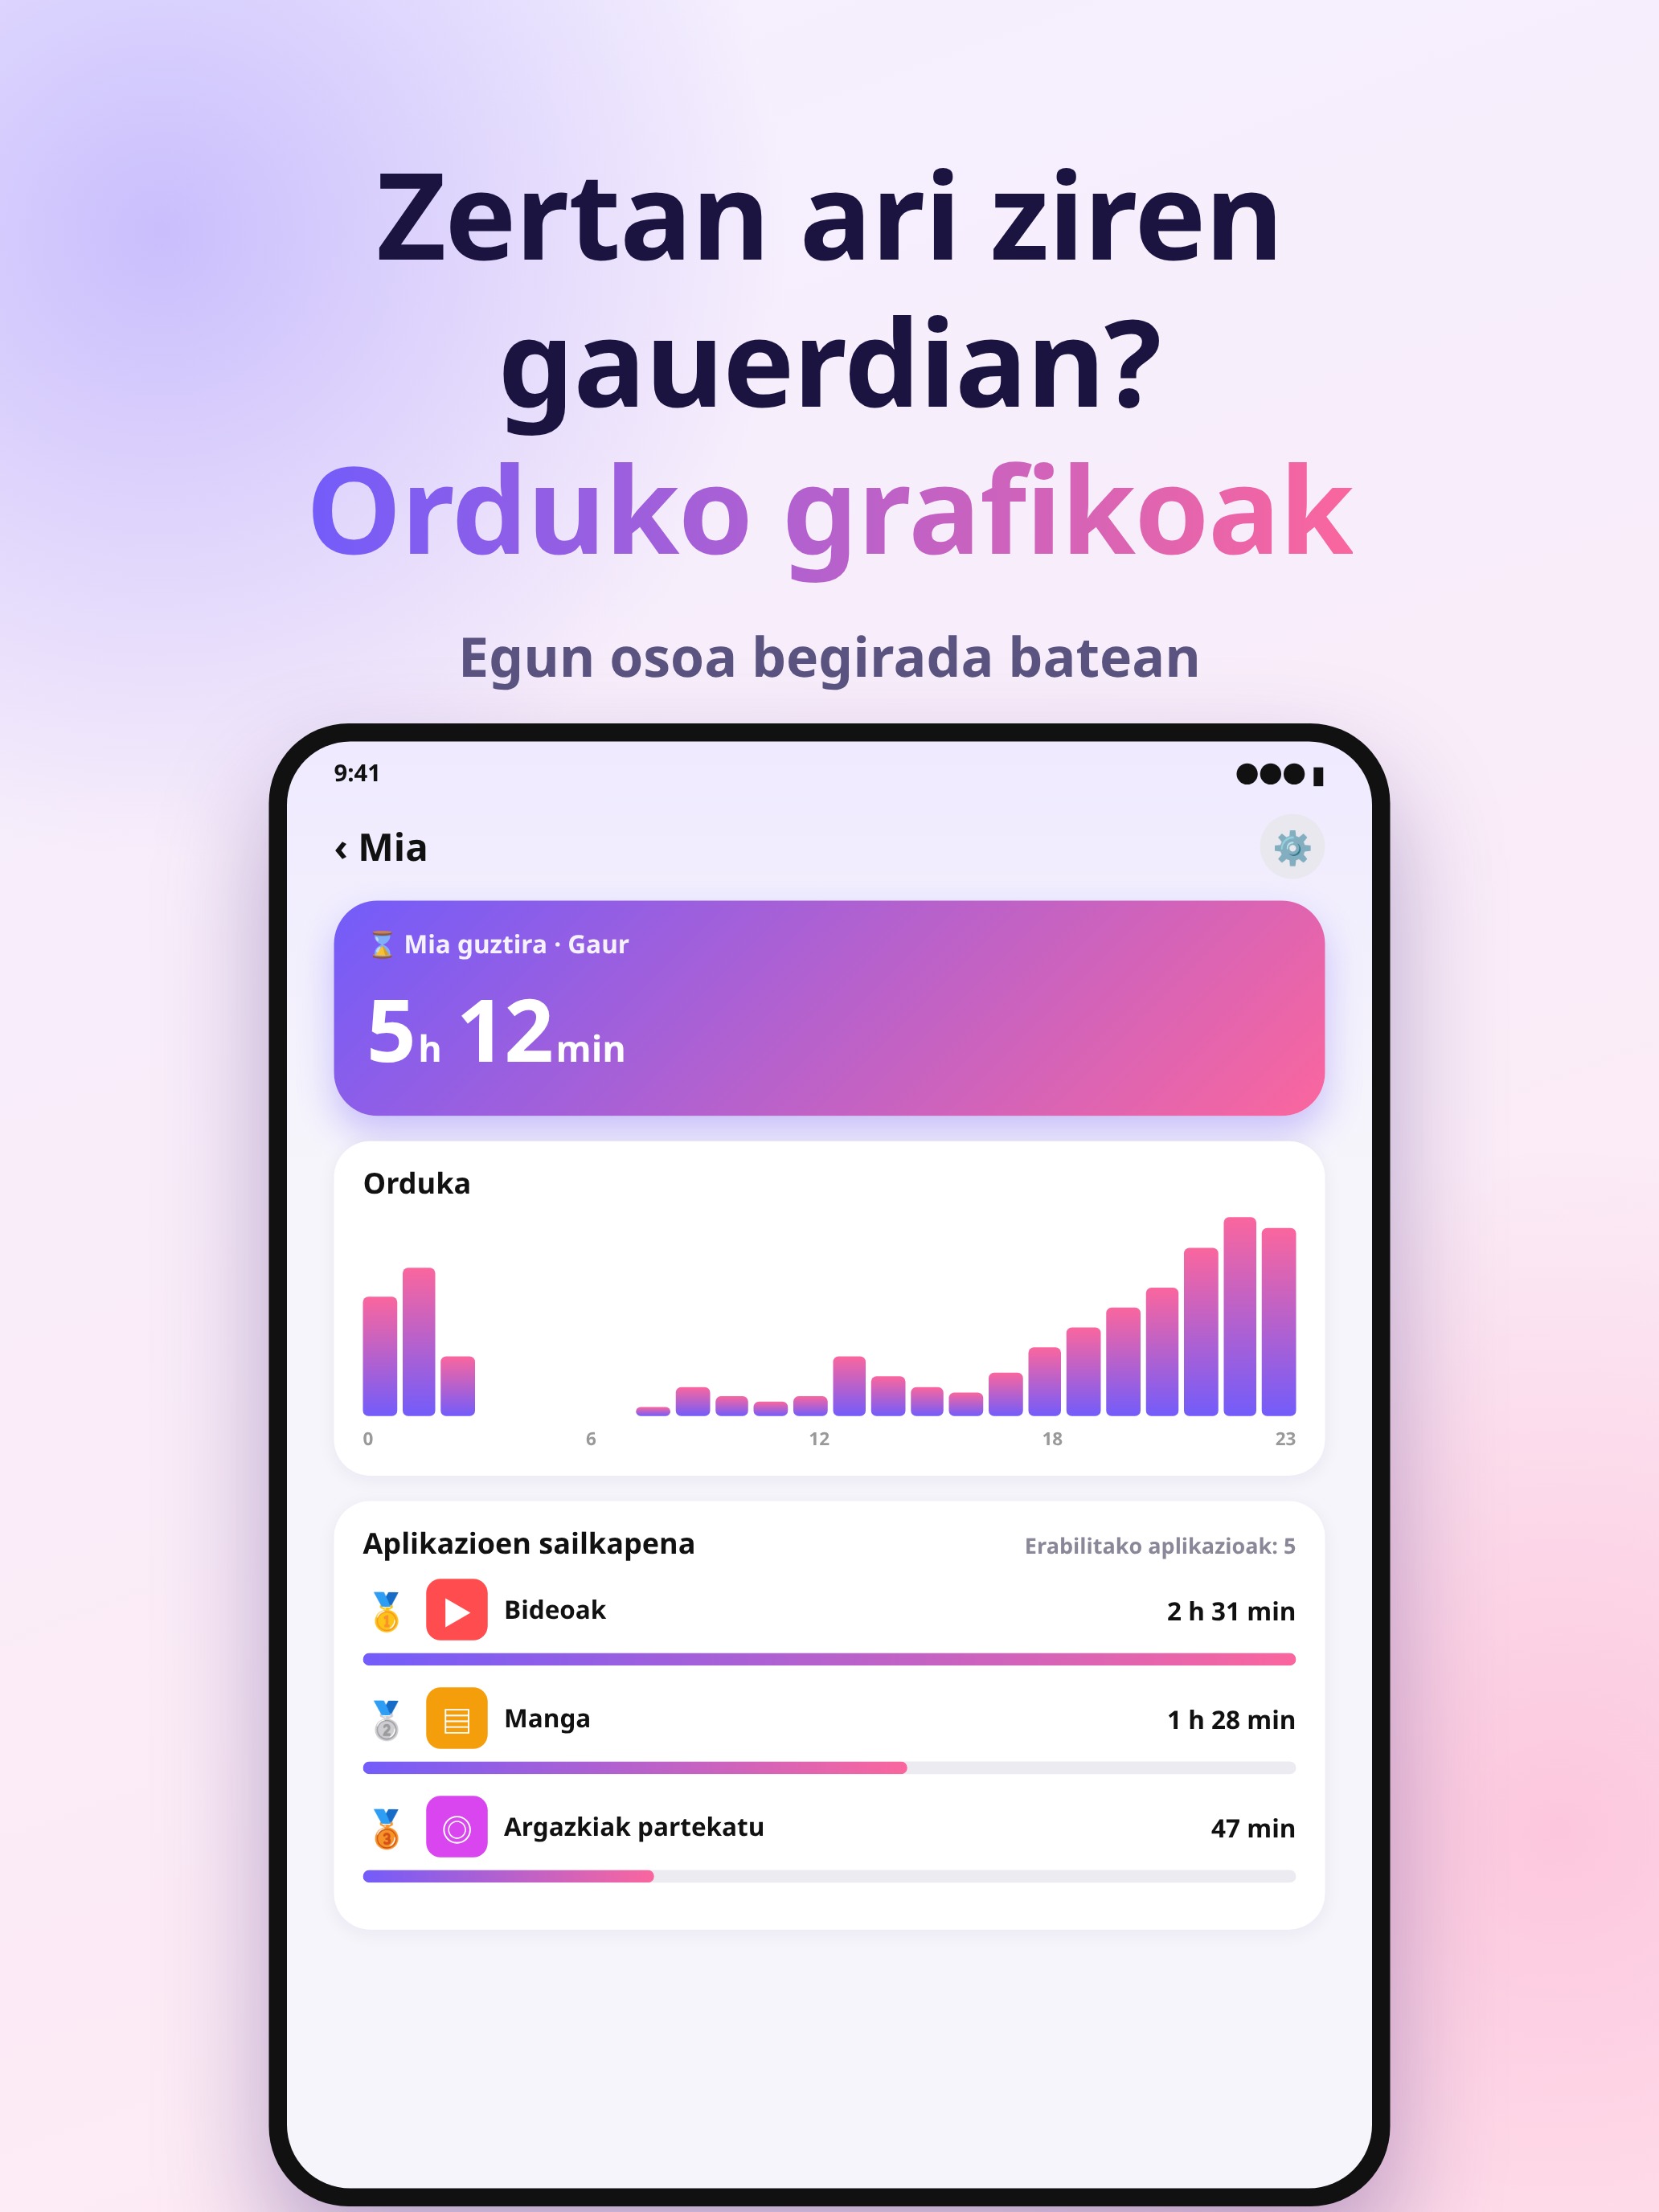 Zertan ari ziren
gauerdian?
Orduko grafikoak
Egun osoa begirada batean
9:41
‹ Mia
⌛ Mia guztira · Gaur
5h 12min
Orduka
0 6 12 18 23
Aplikazioen sailkapena
Erabilitako aplikazioak: 5
Bideoak
2 h 31 min
Manga
1 h 28 min
Argazkiak partekatu
47 min